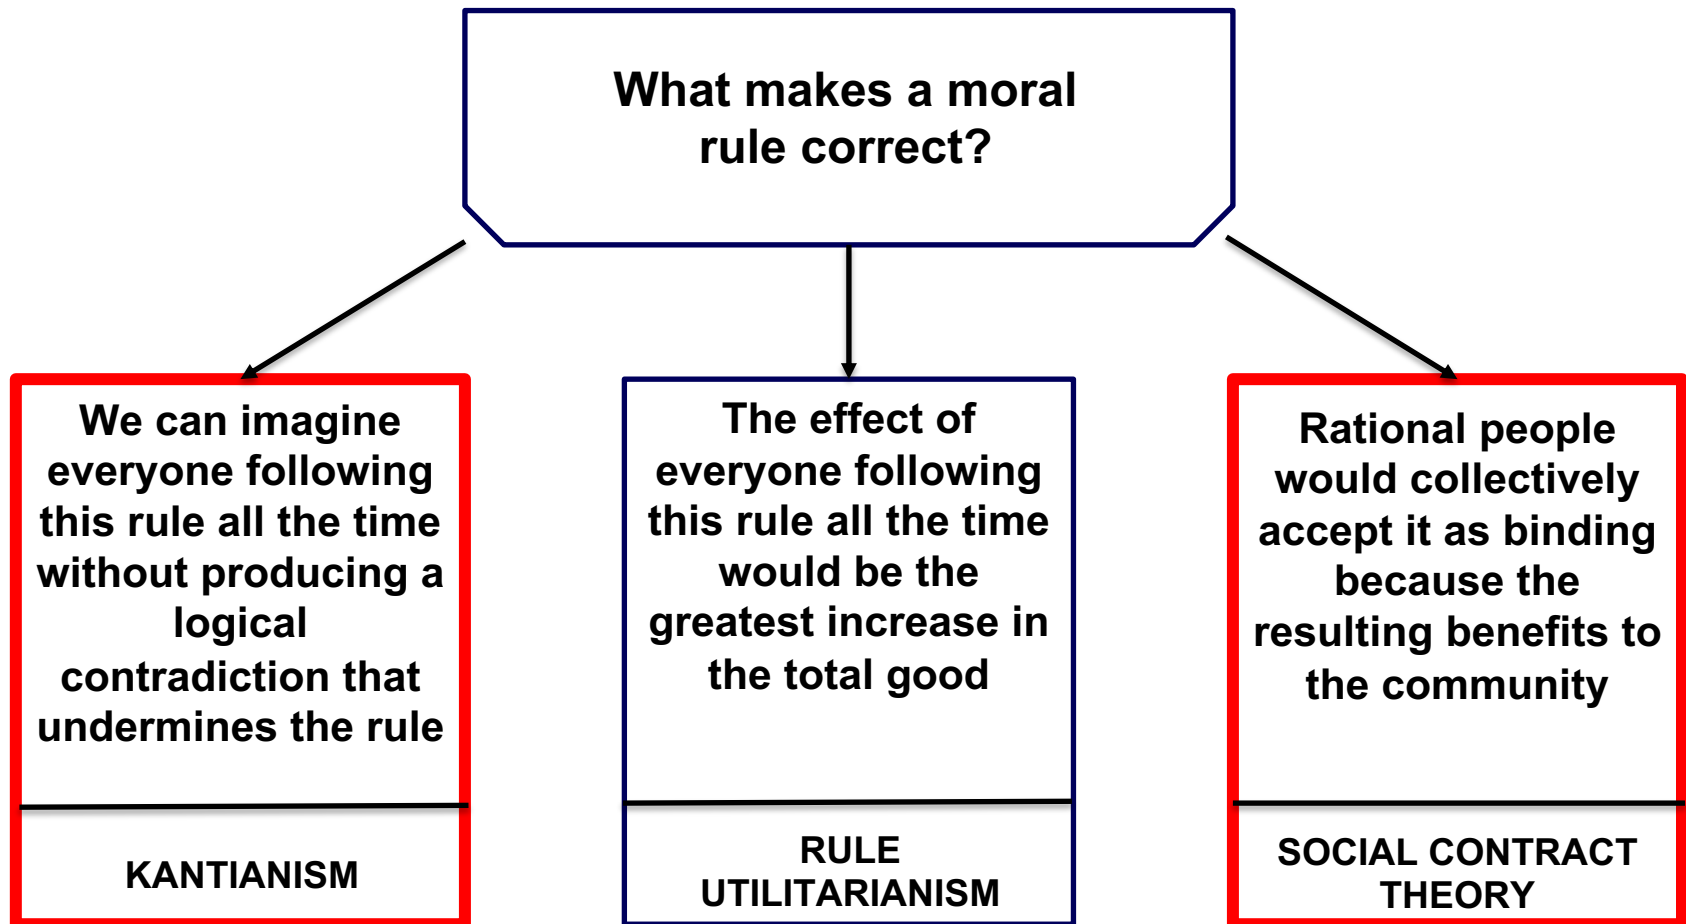 What makes a moral
rule correct?
We can imagine
everyone following
this rule all the time
without producing a
logical
contradiction that
undermines the rule
KANTIANISM
The effect of
everyone following
this rule all the time
would be the
greatest increase in
the total good
RULE
UTILITARIANISM
Rational people
would collectively
accept it as binding
because the
resulting benefits to
the community
SOCIAL CONTRACT
THEORY